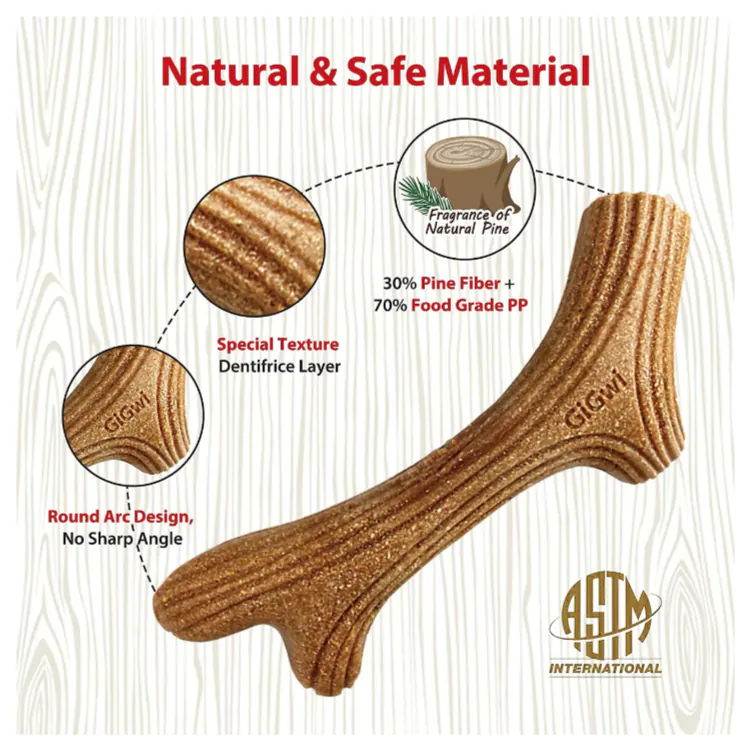 Natural & Safe Material
Fragrance of
Natural Pine
30% Pine Fiber +
70% Food Grade PP
Special Texture
Dentifrice Layer
GiGwi
GiGwi
Round Arc Design,
No Sharp Angle
ASTM
INTERNATIONAL